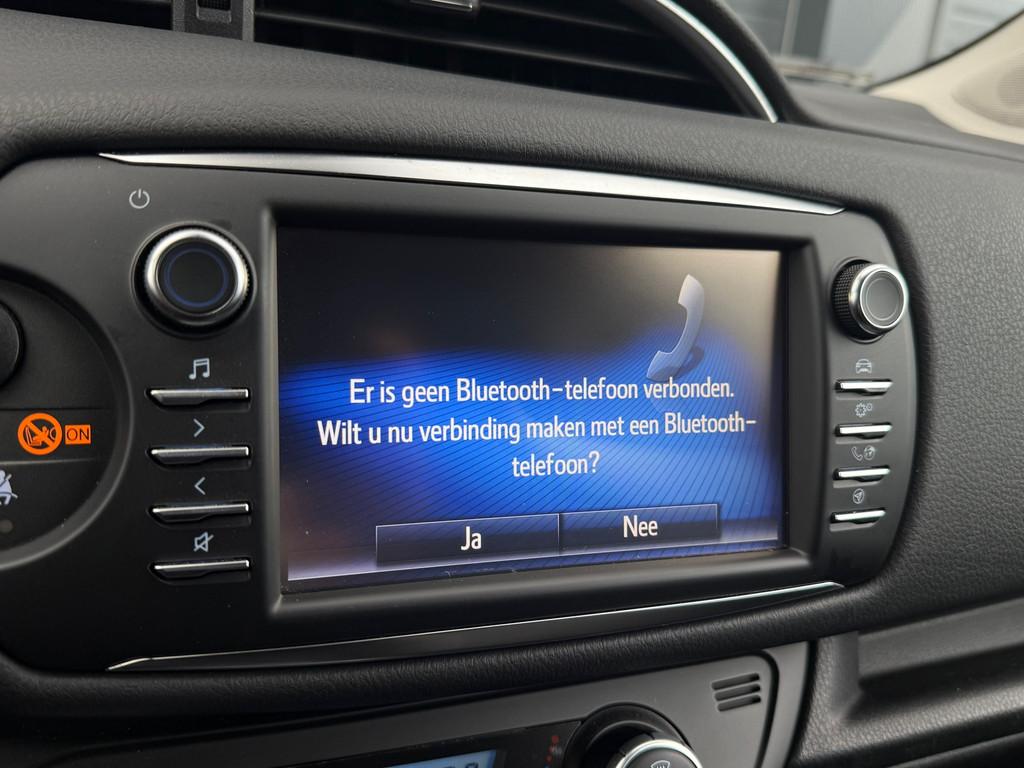 ON
Er is geen Bluetooth-telefoon verbonden.
Wilt u nu verbinding maken met een Bluetooth-
telefoon?
Ja
Nee